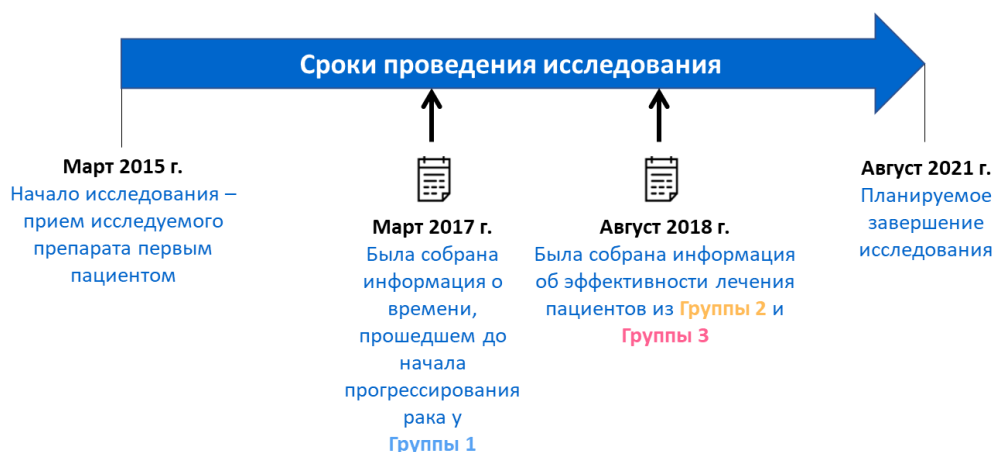 Сроки проведения исследования
Март 2015 г.
Начало исследования –
прием исследуемого
препарата первым
пациентом
Март 2017 г.
Была собрана
информация о
времени,
прошедшем до
начала
прогрессирования
рака у
Группы 1
Август 2018 г.
Была собрана информация
об эффективности лечения
пациентов из Группы 2 и
Группы 3
Август 2021 г.
Планируемое
завершение
исследования